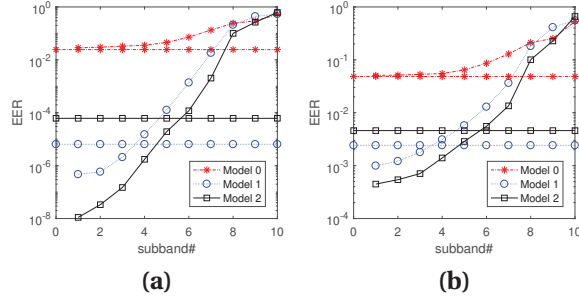 10^0
10^-2
10^-4
10^-6
10^-8
EER
0 2 4 6 8 10
subband#
Model 0
Model 1
Model 2
(a)
10^0
10^-1
10^-2
10^-3
10^-4
EER
0 2 4 6 8 10
subband#
Model 0
Model 1
Model 2
(b)